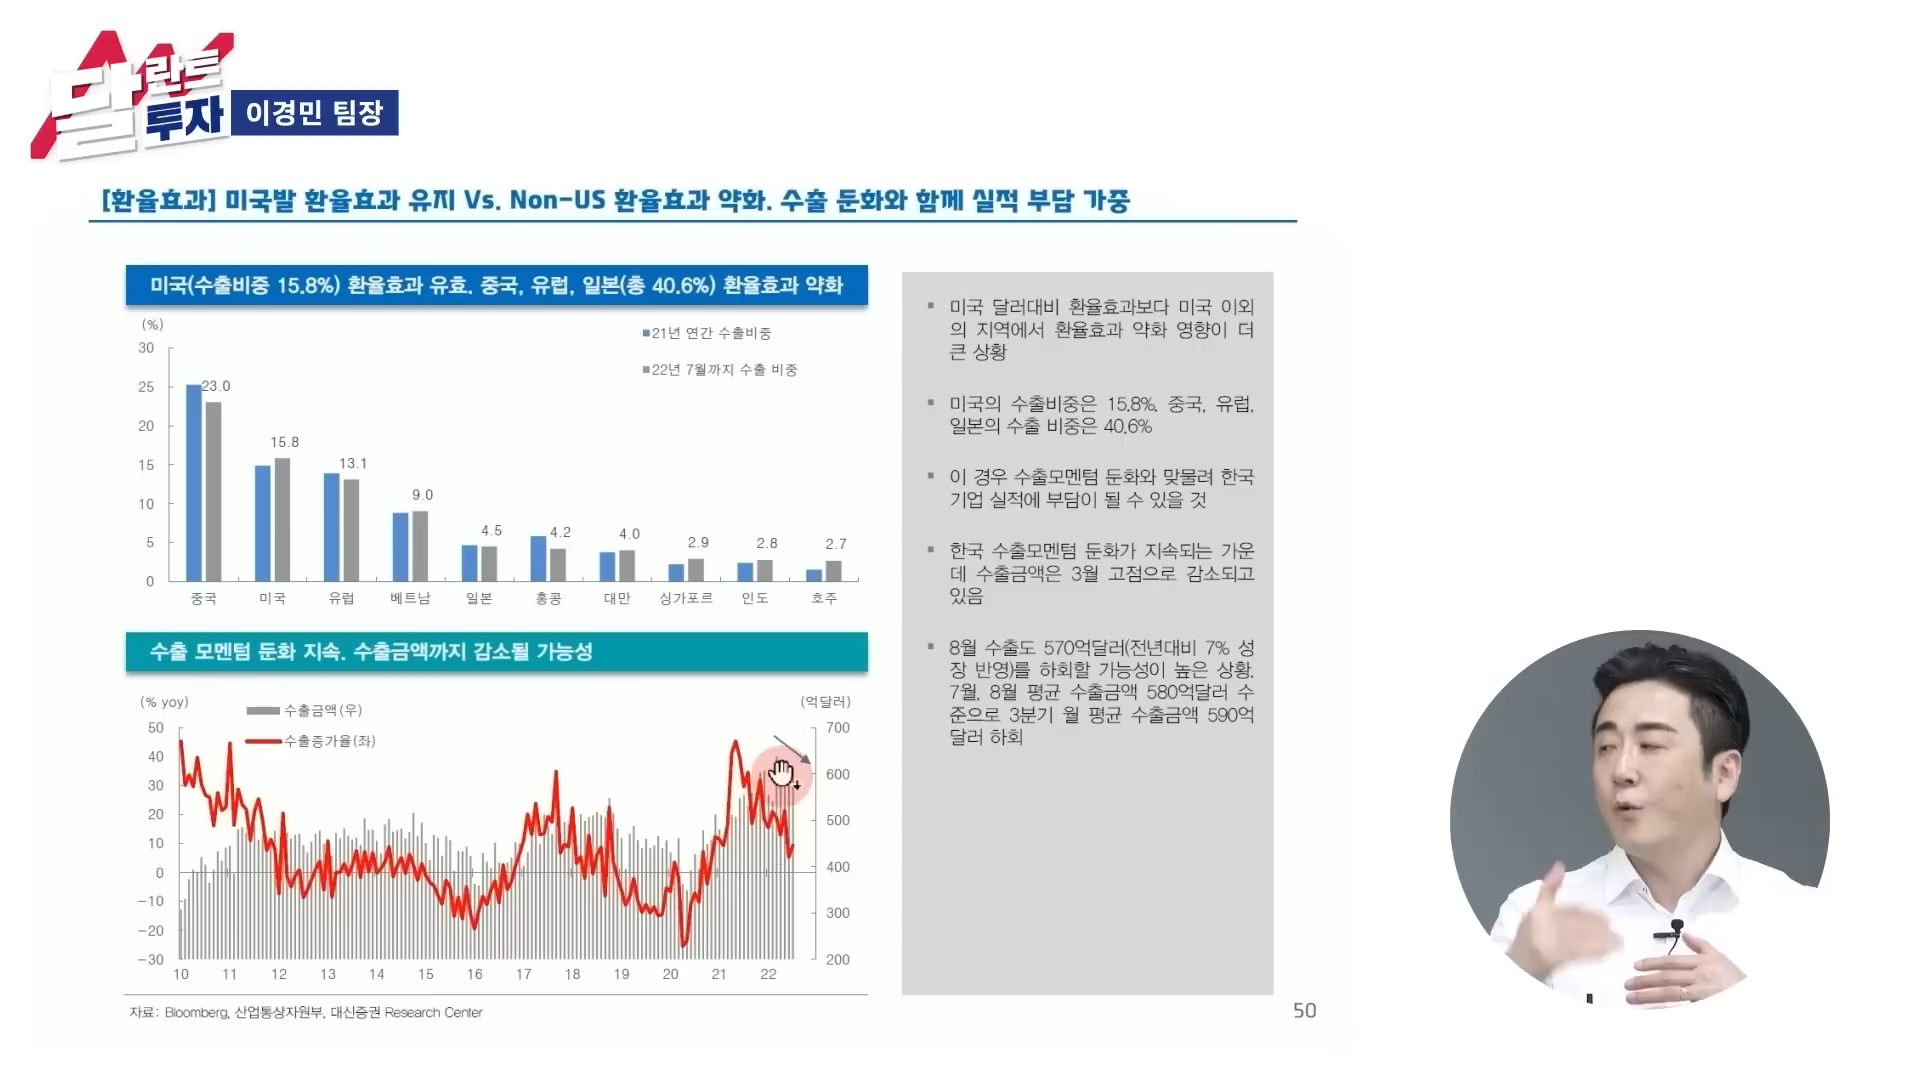 달란트
투자
이경민 팀장
[환율효과] 미국발 환율효과 유지 Vs. Non-US 환율효과 약화. 수출 둔화와 함께 실적 부담 가중
미국(수출비중 15.8%) 환율효과 유효. 중국, 유럽, 일본(총 40.6%) 환율효과 약화
(%)
■21년 연간 수출비중
■22년 7월까지 수출 비중
30
25
20
15
10
5
0
23.0
15.8
13.1
9.0
4.5
4.2
4.0
2.9
2.8
2.7
중국 미국 유럽 베트남 일본 홍콩 대만 싱가포르 인도 호주
수출 모멘텀 둔화 지속. 수출금액까지 감소될 가능성
(% yoy)
(억달러)
수출금액(우)
수출증가율(좌)
50
40
30
20
10
0
-10
-20
-30
700
600
500
400
300
200
10 11 12 13 14 15 16 17 18 19 20 21 22
자료: Bloomberg, 산업통상자원부, 대신증권 Research Center
▪ 미국 달러대비 환율효과보다 미국 이외
의 지역에서 환율효과 약화 영향이 더
큰 상황
▪ 미국의 수출비중은 15.8%. 중국, 유럽,
일본의 수출 비중은 40.6%
▪ 이 경우 수출모멘텀 둔화와 맞물려 한국
기업 실적에 부담이 될 수 있을 것
▪ 한국 수출모멘텀 둔화가 지속되는 가운
데 수출금액은 3월 고점으로 감소되고
있음
▪ 8월 수출도 570억달러(전년대비 7% 성
장 반영)를 하회할 가능성이 높은 상황.
7월, 8월 평균 수출금액 580억달러 수
준으로 3분기 월 평균 수출금액 590억
달러 하회
50